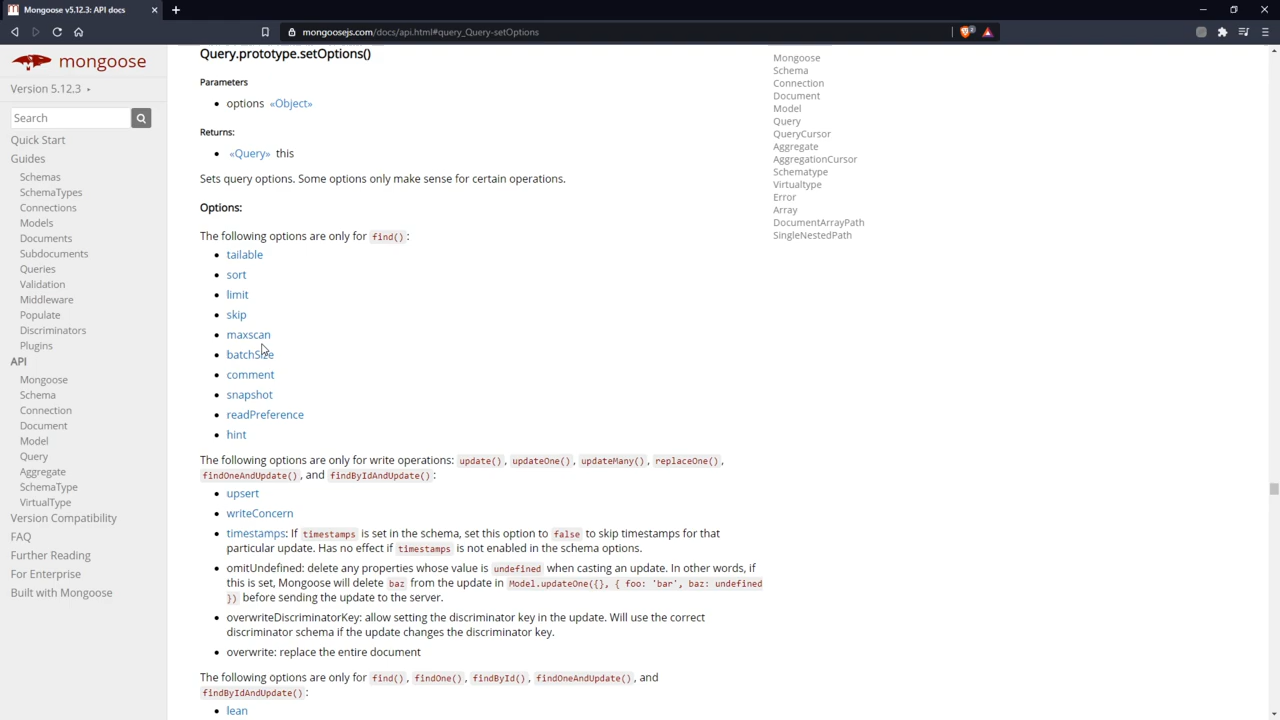 Mongoose v5.12.3: API docs
mongoosejs.com/docs/api.html#query_Query-setOptions
mongoose
Version 5.12.3
Search
Quick Start
Guides
Schemas
SchemaTypes
Connections
Models
Documents
Subdocuments
Queries
Validation
Middleware
Populate
Discriminators
Plugins
API
Mongoose
Schema
Connection
Document
Model
Query
Aggregate
SchemaType
VirtualType
Version Compatibility
FAQ
Further Reading
For Enterprise
Built with Mongoose
Query.prototype.setOptions()
Parameters
options «Object»
Returns:
«Query» this
Sets query options. Some options only make sense for certain operations.
Options:
The following options are only for find():
tailable
sort
limit
skip
maxscan
batchSize
comment
snapshot
readPreference
hint
The following options are only for write operations: update(), updateOne(), updateMany(), replaceOne(),
findOneAndUpdate(), and findByIdAndUpdate():
upsert
writeConcern
timestamps: If timestamps is set in the schema, set this option to false to skip timestamps for that
particular update. Has no effect if timestamps is not enabled in the schema options.
omitUndefined: delete any properties whose value is undefined when casting an update. In other words, if
this is set, Mongoose will delete baz from the update in Model.updateOne({}, { foo: 'bar', baz: undefined
}) before sending the update to the server.
overwriteDiscriminatorKey: allow setting the discriminator key in the update. Will use the correct
discriminator schema if the update changes the discriminator key.
overwrite: replace the entire document
The following options are only for find(), findOne(), findById(), findOneAndUpdate(), and
findByIdAndUpdate():
lean
Mongoose
Schema
Connection
Document
Model
Query
QueryCursor
Aggregate
AggregationCursor
Schematype
Virtualtype
Error
Array
DocumentArrayPath
SingleNestedPath